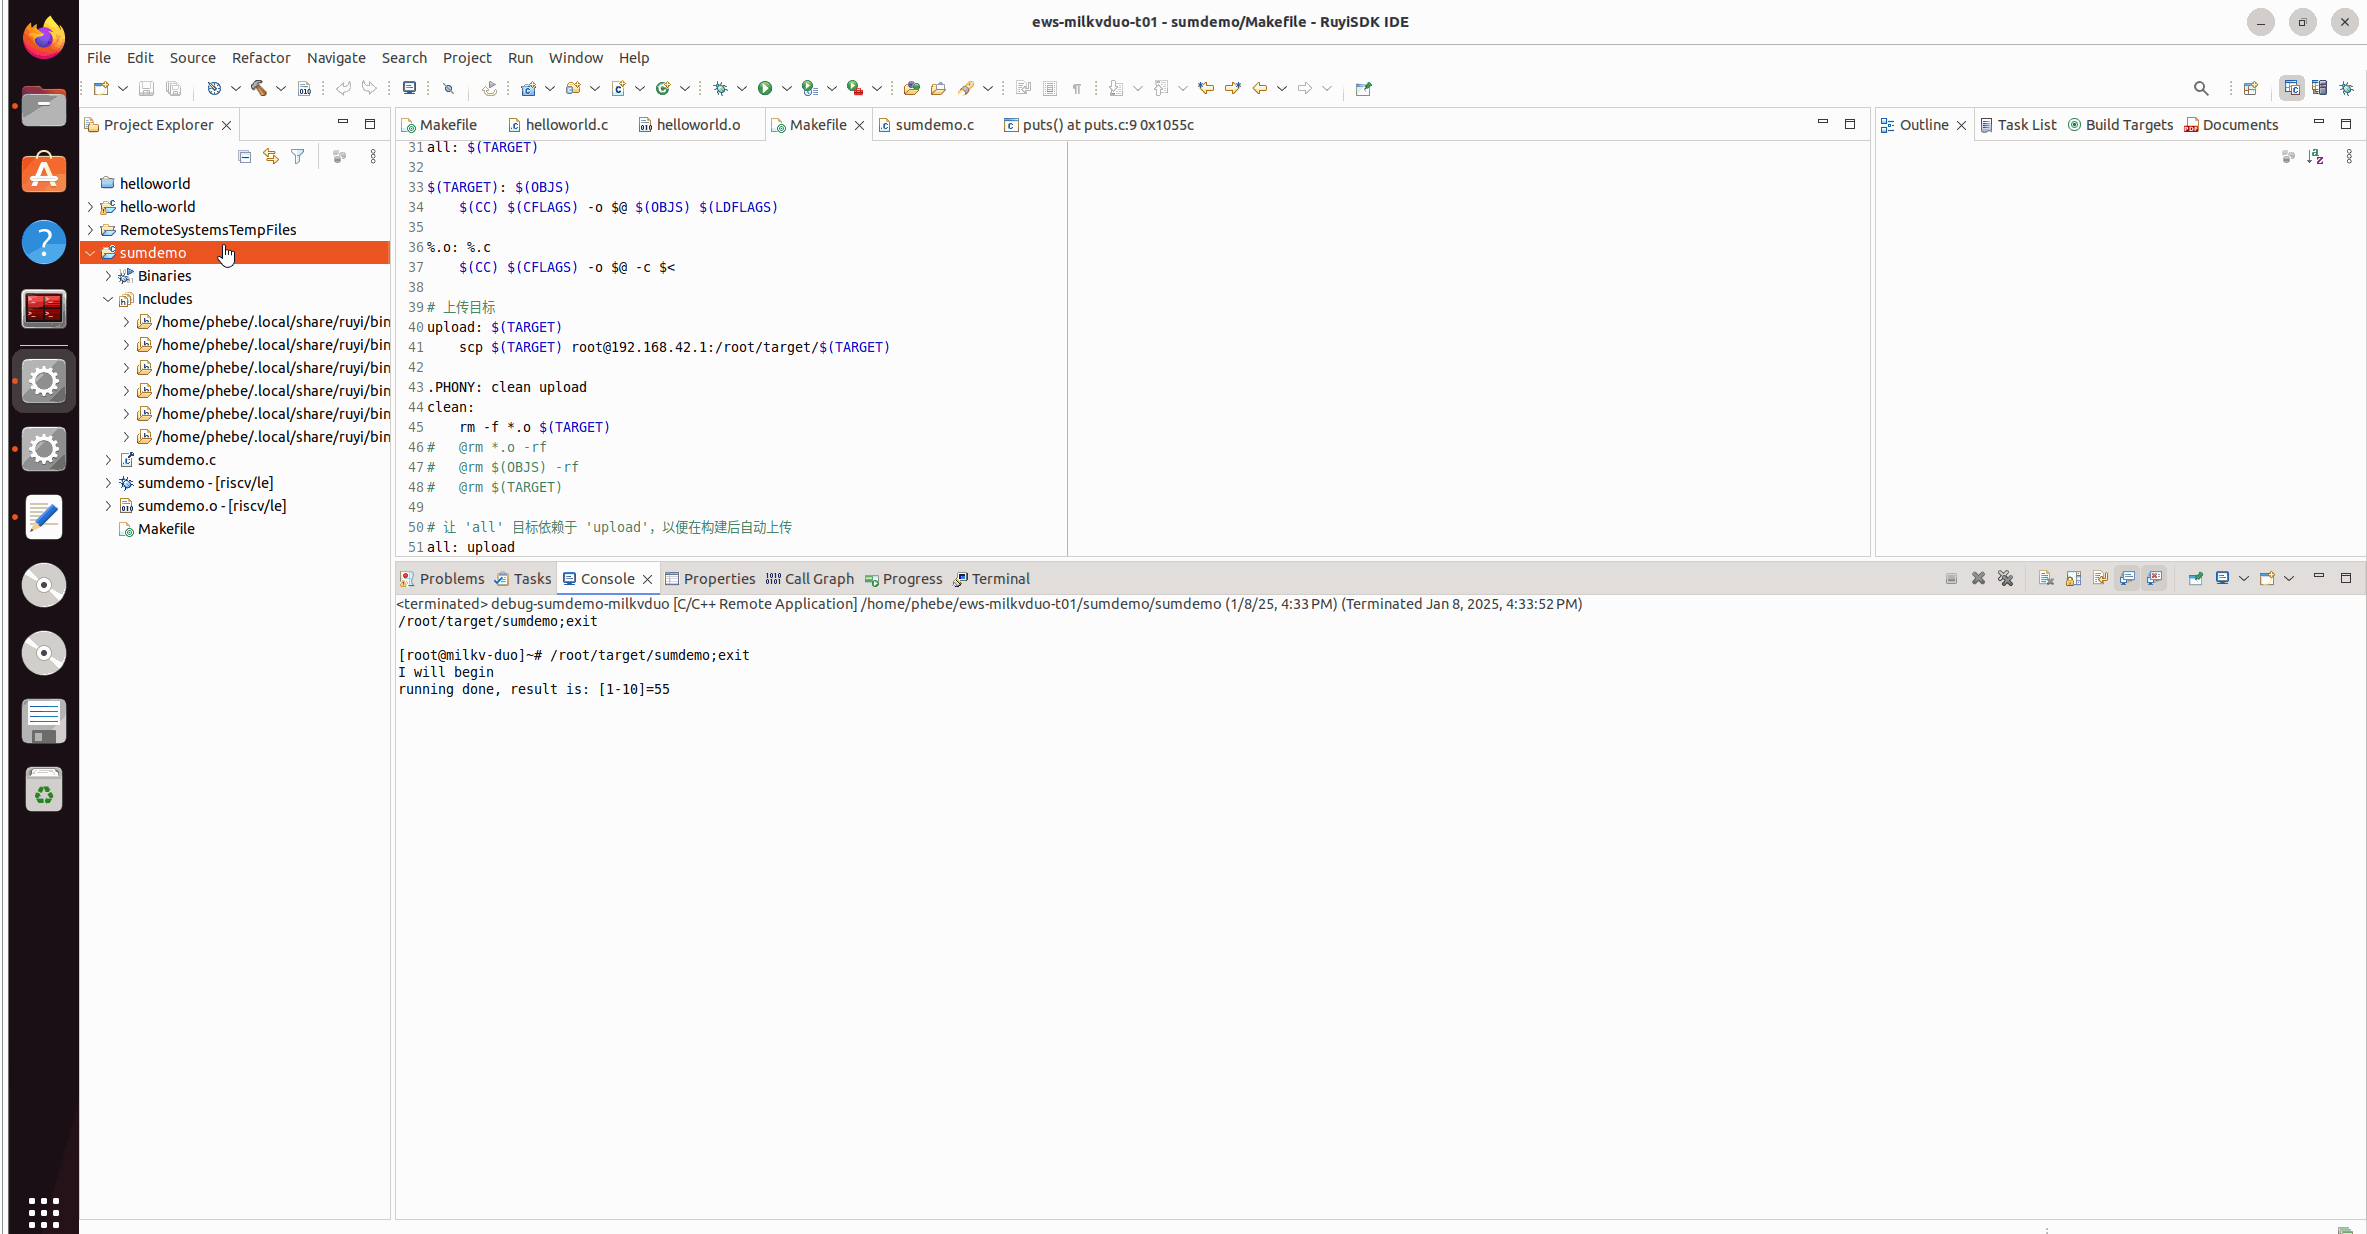 ews-milkvduo-t01 - sumdemo/Makefile - RuyiSDK IDE
File Edit Source Refactor Navigate Search Project Run Window Help
Project Explorer
helloworld
hello-world
RemoteSystemsTempFiles
sumdemo
Binaries
Includes
/home/phebe/.local/share/ruyi/bin
/home/phebe/.local/share/ruyi/bin
/home/phebe/.local/share/ruyi/bin
/home/phebe/.local/share/ruyi/bin
/home/phebe/.local/share/ruyi/bin
/home/phebe/.local/share/ruyi/bin
sumdemo.c
sumdemo - [riscv/le]
sumdemo.o - [riscv/le]
Makefile
Makefile helloworld.c helloworld.o Makefile sumdemo.c puts() at puts.c:9 0x1055c
31 all: $(TARGET)
32
33 $(TARGET): $(OBJS)
34 $(CC) $(CFLAGS) -o $@ $(OBJS) $(LDFLAGS)
35
36 %.o: %.c
37 $(CC) $(CFLAGS) -o $@ -c $<
38
39 # 上传目标
40 upload: $(TARGET)
41 scp $(TARGET) root@192.168.42.1:/root/target/$(TARGET)
42
43 .PHONY: clean upload
44 clean:
45 rm -f *.o $(TARGET)
46 # @rm *.o -rf
47 # @rm $(OBJS) -rf
48 # @rm $(TARGET)
49
50 # 让 'all' 目标依赖于 'upload'，以便在构建后自动上传
51 all: upload
Outline Task List Build Targets Documents
Problems Tasks Console Properties Call Graph Progress Terminal
<terminated> debug-sumdemo-milkvduo [C/C++ Remote Application] /home/phebe/ews-milkvduo-t01/sumdemo/sumdemo (1/8/25, 4:33 PM) (Terminated Jan 8, 2025, 4:33:52 PM)
/root/target/sumdemo;exit
[root@milkv-duo]~# /root/target/sumdemo;exit
I will begin
running done, result is: [1-10]=55